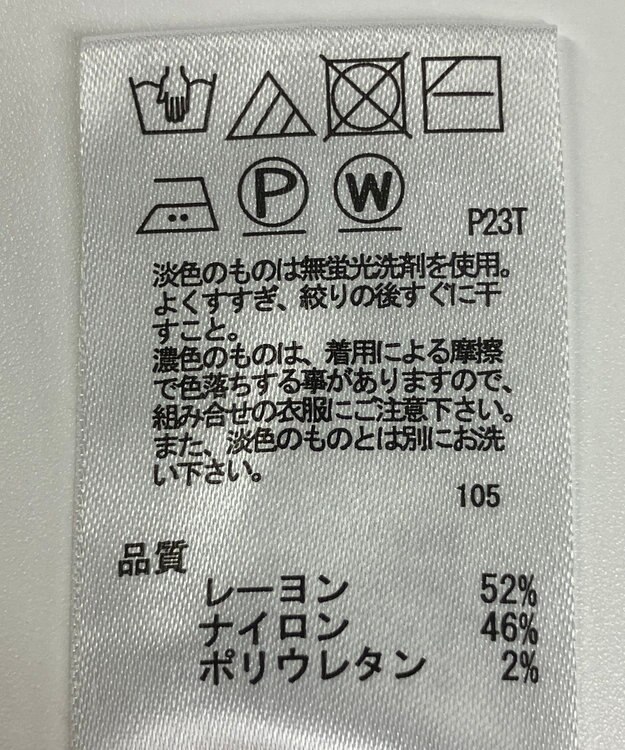 P W P23T
淡色のものは無蛍光洗剤を使用。
よくすすぎ、絞りの後すぐに干
すこと。
濃色のものは、着用による摩擦
で色落ちする事がありますので、
組み合せの衣服にご注意下さい。
また、淡色のものとは別にお洗
い下さい。
105
品質
レーヨン 52%
ナイロン 46%
ポリウレタン 2%